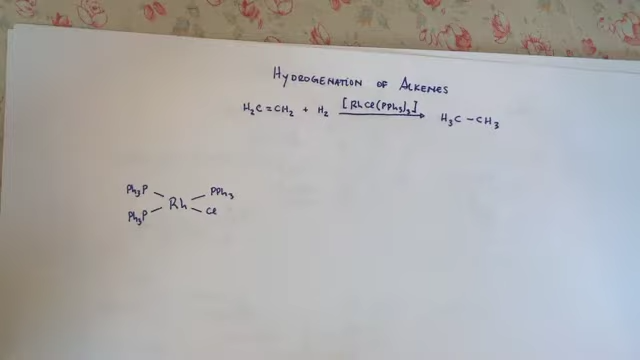 HYDROGENATION OF ALKENES
H₂C=CH₂ + H₂ [RhCl(PPh₃)₃] → H₃C-CH₃
Ph₃P PPh₃
Rh
Ph₃P Cl